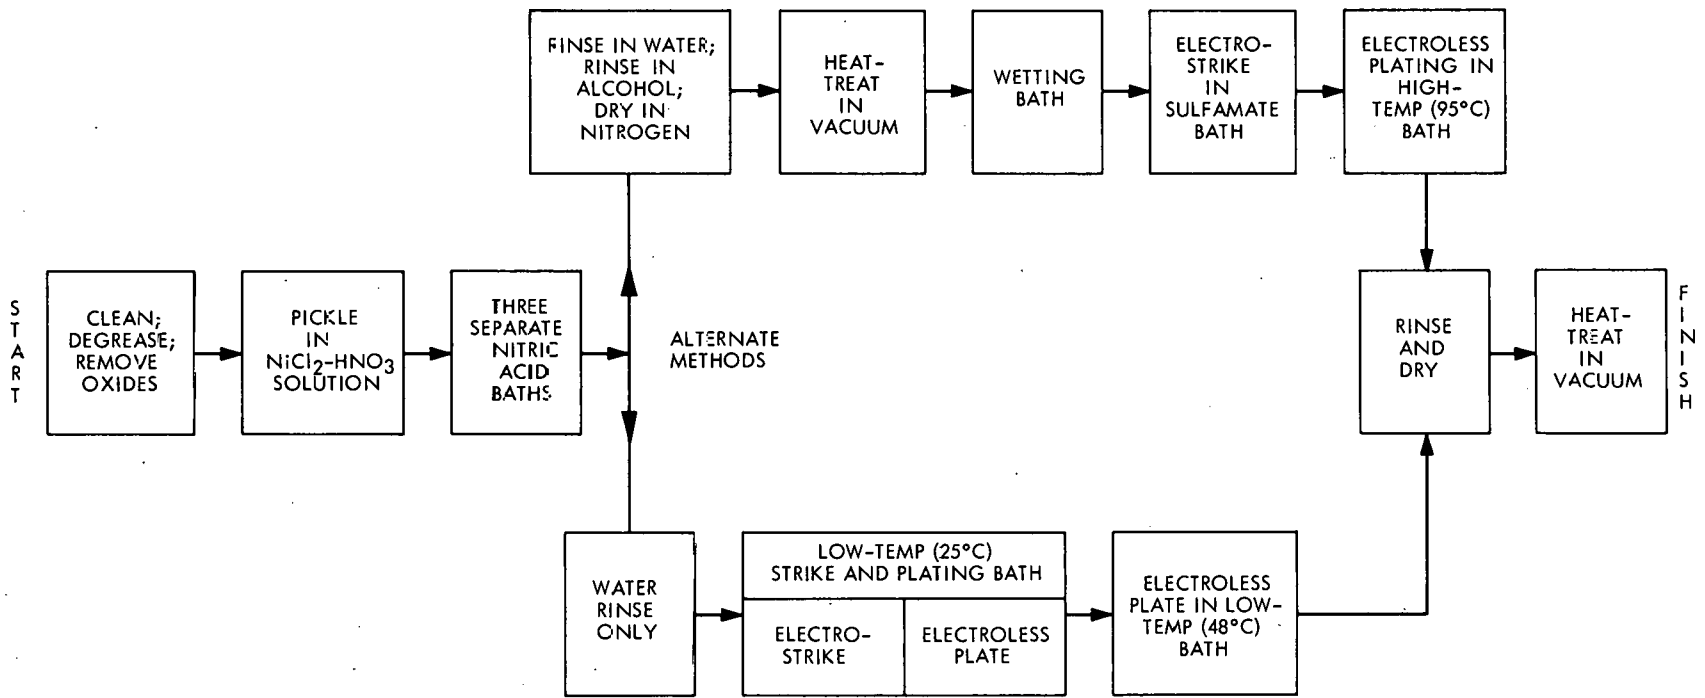 FINSE IN WATER;
RINSE IN
ALCOHOL;
DRY IN
NITROGEN
HEAT-
TREAT
IN
VACUUM
WETTING
BATH
ELECTRO-
STRIKE
IN
SULFAMATE
BATH
ELECTROLESS
PLATING IN
HIGH-
TEMP (95°C)
BATH
START
CLEAN;
DEGREASE;
REMOVE
OXIDES
PICKLE
IN
NiCl2-HNO3
SOLUTION
THREE
SEPARATE
NITRIC
ACID
BATHS
ALTERNATE
METHODS
RINSE
AND
DRY
HEAT-
TREAT
IN
VACUUM
FINISH
WATER
RINSE
ONLY
LOW-TEMP (25°C)
STRIKE AND PLATING BATH
ELECTRO-
STRIKE
ELECTROLESS
PLATE
ELECTROLESS
PLATE IN LOW-
TEMP (48°C)
BATH